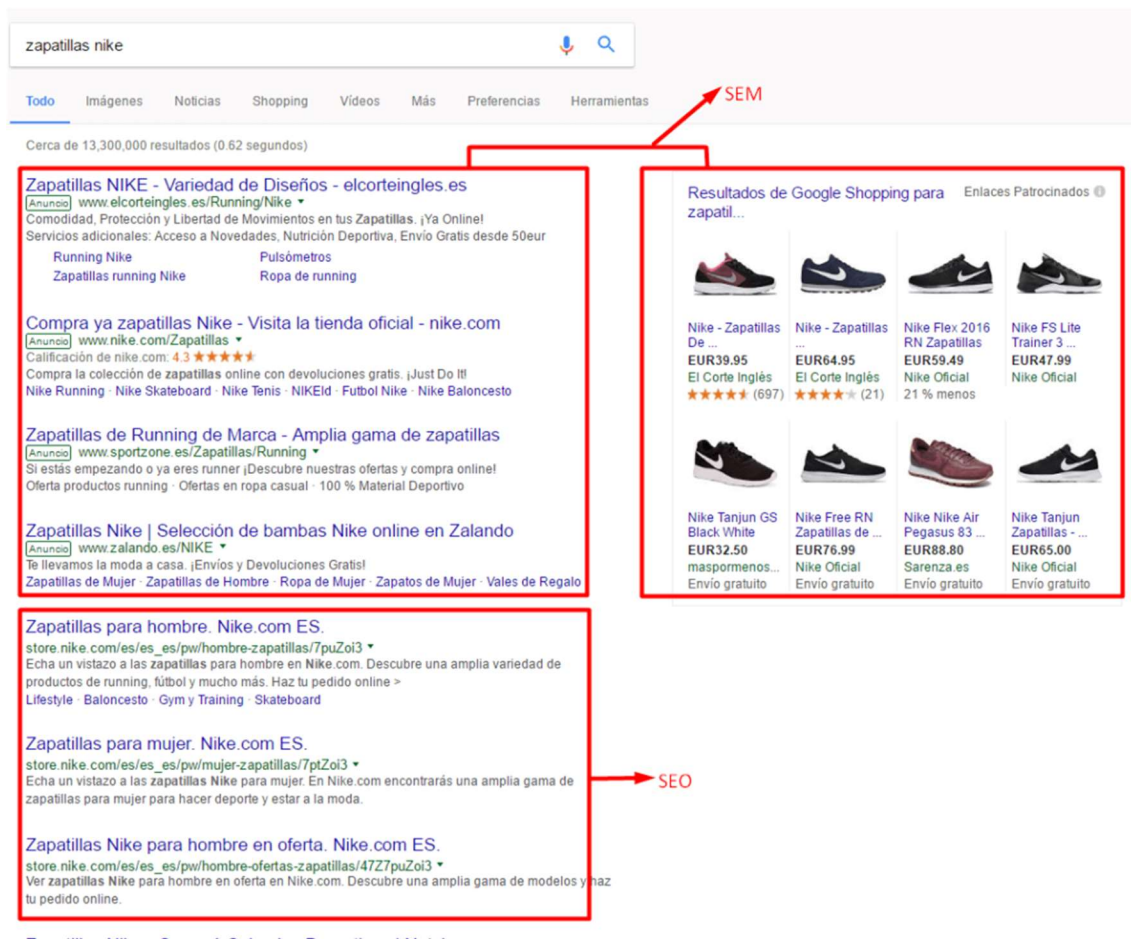 zapatillas nike
Todo Imágenes Noticias Shopping Vídeos Más Preferencias Herramientas
SEM
Cerca de 13,300,000 resultados (0.62 segundos)
Zapatillas NIKE - Variedad de Diseños - elcorteingles.es
Anuncio www.elcorteingles.es/Running/Nike
Comodidad, Protección y Libertad de Movimientos en tus Zapatillas. ¡Ya Online!
Servicios adicionales: Acceso a Novedades, Nutrición Deportiva, Envío Gratis desde 50eur
Running Nike Pulsómetros
Zapatillas running Nike Ropa de running
Compra ya zapatillas Nike - Visita la tienda oficial - nike.com
Anuncio www.nike.com/Zapatillas
Calificación de nike.com: 4.3 ★★★★★
Compra la colección de zapatillas online con devoluciones gratis. ¡Just Do It!
Nike Running · Nike Skateboard · Nike Tenis · NIKEId · Futbol Nike · Nike Baloncesto
Zapatillas de Running de Marca - Amplia gama de zapatillas
Anuncio www.sportzone.es/Zapatillas/Running
Si estás empezando o ya eres runner ¡Descubre nuestras ofertas y compra online!
Oferta productos running · Ofertas en ropa casual · 100 % Material Deportivo
Zapatillas Nike | Selección de bambas Nike online en Zalando
Anuncio www.zalando.es/NIKE
Te llevamos la moda a casa. ¡Envíos y Devoluciones Gratis!
Zapatillas de Mujer · Zapatillas de Hombre · Ropa de Mujer · Zapatos de Mujer · Vales de Regalo
Resultados de Google Shopping para Enlaces Patrocinados
zapatil...
Nike - Zapatillas Nike - Zapatillas Nike Flex 2016 Nike FS Lite
De ... ... RN Zapatillas Trainer 3 ...
EUR39.95 EUR64.95 EUR59.49 EUR47.99
El Corte Inglés El Corte Inglés Nike Oficial Nike Oficial
★★★★★ (697) ★★★★★ (21) 21 % menos
Nike Tanjun GS Nike Free RN Nike Nike Air Nike Tanjun
Black White Zapatillas de ... Pegasus 83 ... Zapatillas - ...
EUR32.50 EUR76.99 EUR88.80 EUR65.00
maspormenos... Nike Oficial Sarenza.es Nike Oficial
Envío gratuito Envío gratuito Envío gratuito Envío gratuito
Zapatillas para hombre. Nike.com ES.
store.nike.com/es/es_es/pw/hombre-zapatillas/7puZoi3
Echa un vistazo a las zapatillas para hombre en Nike.com. Descubre una amplia variedad de
productos de running, fútbol y mucho más. Haz tu pedido online >
Lifestyle · Baloncesto · Gym y Training · Skateboard
Zapatillas para mujer. Nike.com ES.
store.nike.com/es/es_es/pw/mujer-zapatillas/7ptZoi3
Echa un vistazo a las zapatillas Nike para mujer. En Nike.com encontrarás una amplia gama de
zapatillas para mujer para hacer deporte y estar a la moda.
SEO
Zapatillas Nike para hombre en oferta. Nike.com ES.
store.nike.com/es/es_es/pw/hombre-ofertas-zapatillas/47Z7puZoi3
Ver zapatillas Nike para hombre en oferta en Nike.com. Descubre una amplia gama de modelos y haz
tu pedido online.